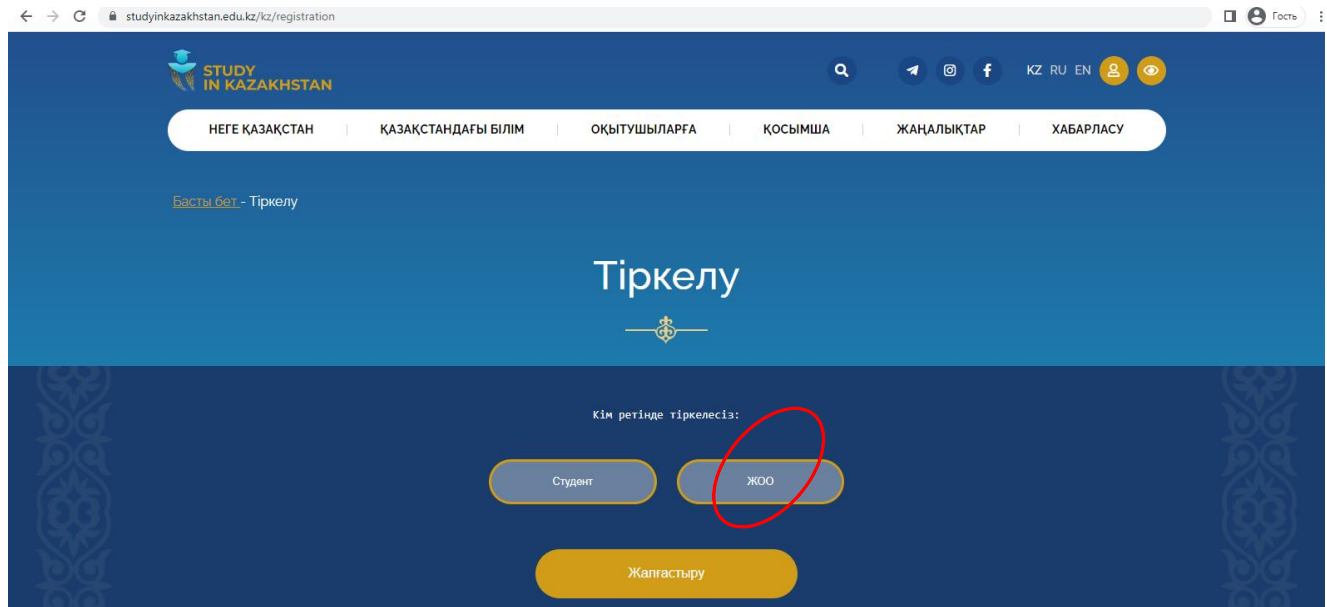 studyinkazakhstan.edu.kz/kz/registration
Гость
STUDY
IN KAZAKHSTAN
KZ RU EN
НЕГЕ ҚАЗАҚСТАН
ҚАЗАҚСТАНДАҒЫ БІЛІМ
ОҚЫТУШЫЛАРҒА
ҚОСЫМША
ЖАҢАЛЫҚТАР
ХАБАРЛАСУ
Басты бет - Тіркелу
Тіркелу
Кім ретінде тіркелесіз:
Студент
ЖОО
Жалғастыру